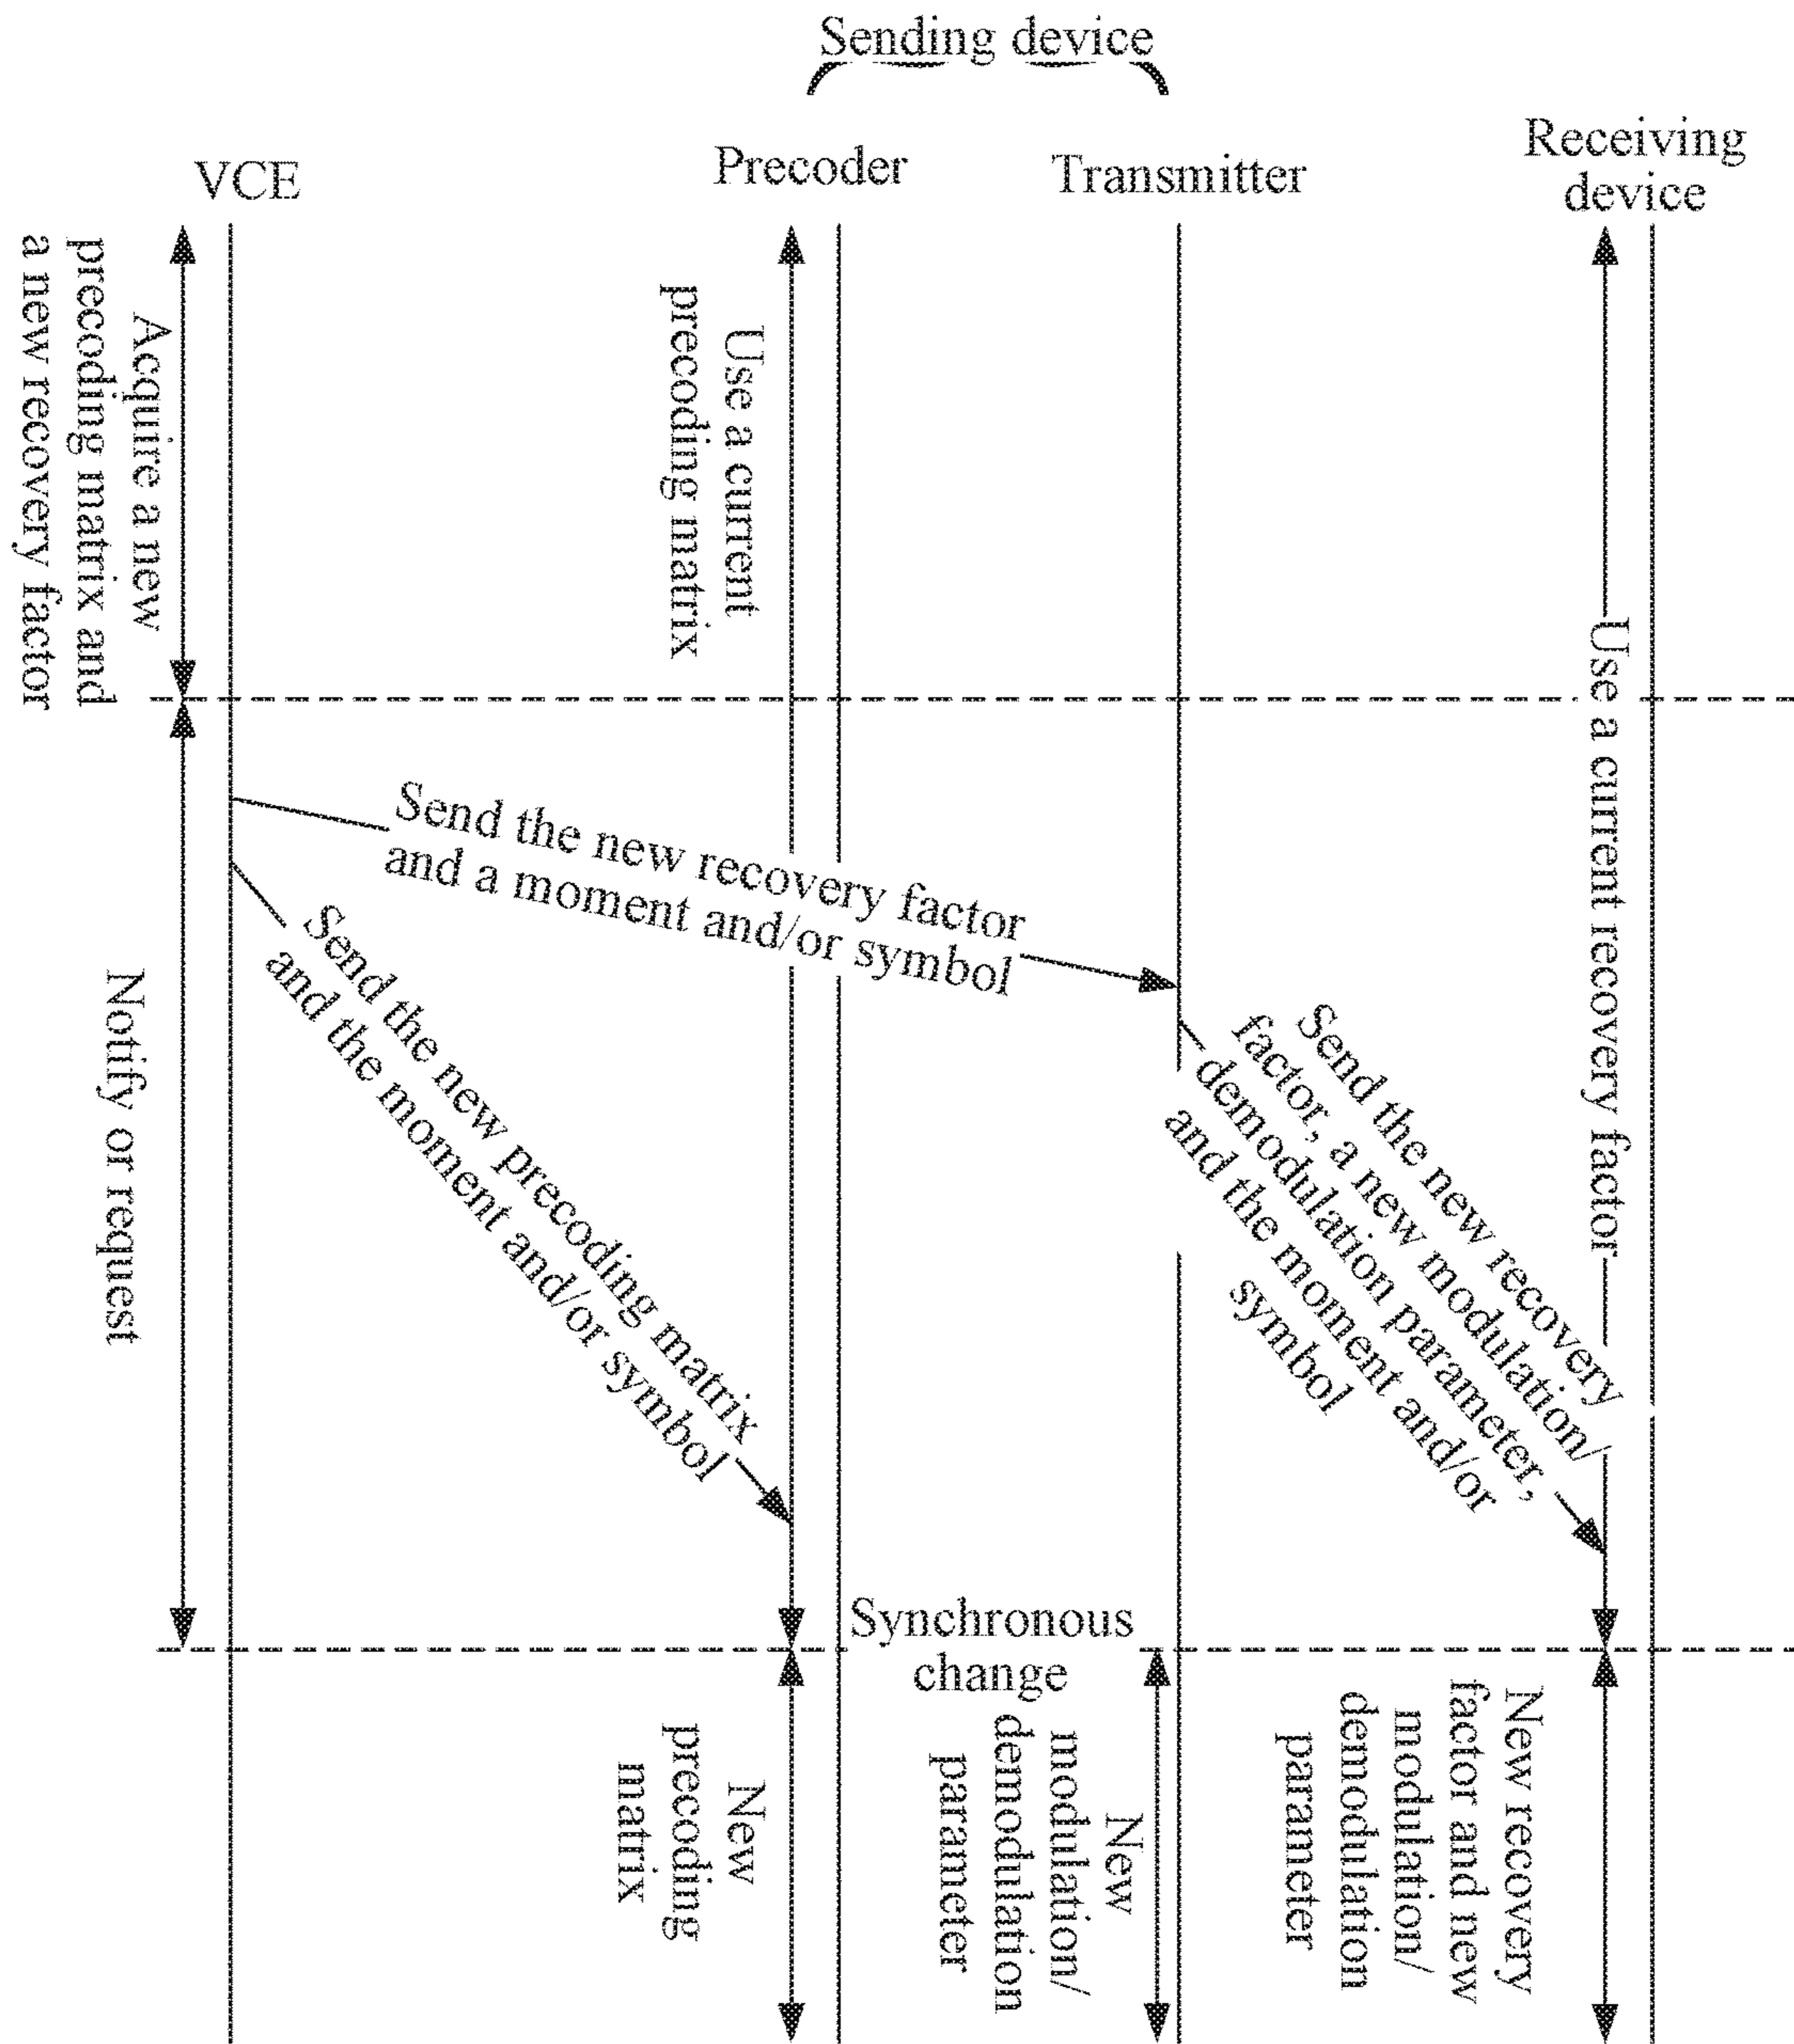 Sending device
VCE
Precoder
Transmitter
Receiving
device
Acquire a new
precoding matrix and
a new recovery factor
Use a current
precoding matrix
Use a current recovery factor
Notify or request
Send the new recovery factor
and a moment and/or symbol
Send the new precoding matrix
and the moment and/or symbol
Send the new recovery
factor, a new modulation/
demodulation parameter,
and the moment and/or
symbol
Synchronous
change
New
precoding
matrix
New
modulation/
demodulation
parameter
New recovery
factor and new
modulation/
demodulation
parameter